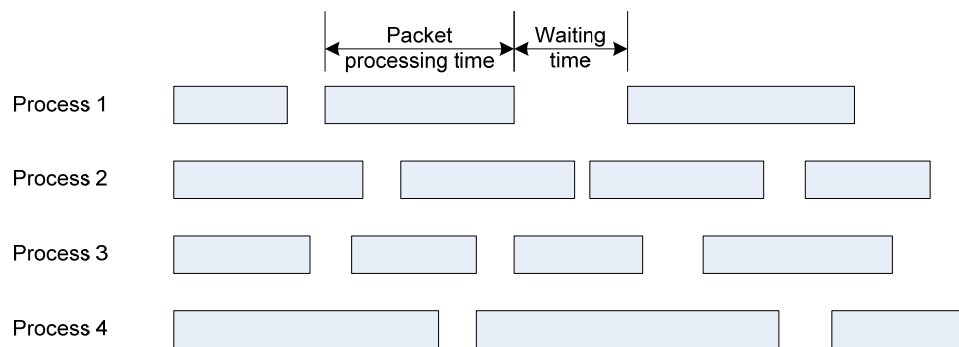 Packet
processing time
Waiting
time
Process 1
Process 2
Process 3
Process 4